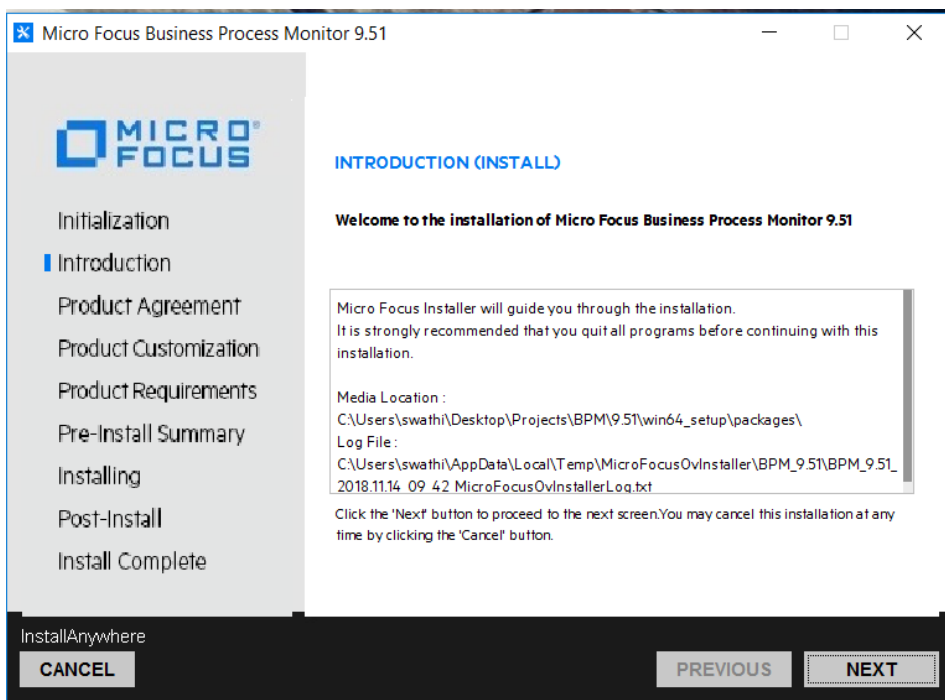 Micro Focus Business Process Monitor 9.51
MICRO
FOCUS®
Initialization
Introduction
Product Agreement
Product Customization
Product Requirements
Pre-Install Summary
Installing
Post-Install
Install Complete
INTRODUCTION (INSTALL)
Welcome to the installation of Micro Focus Business Process Monitor 9.51
Micro Focus Installer will guide you through the installation.
It is strongly recommended that you quit all programs before continuing with this
installation.
Media Location :
C:\Users\swathi\Desktop\Projects\BPM\9.51\win64_setup\packages\
Log File :
C:\Users\swathi\AppData\Local\Temp\MicroFocusOvInstaller\BPM_9.51\BPM_9.51_
2018.11.14_09_42_MicroFocusOvInstallerLog.txt
Click the 'Next' button to proceed to the next screen.You may cancel this installation at any
time by clicking the 'Cancel' button.
InstallAnywhere
CANCEL
PREVIOUS
NEXT